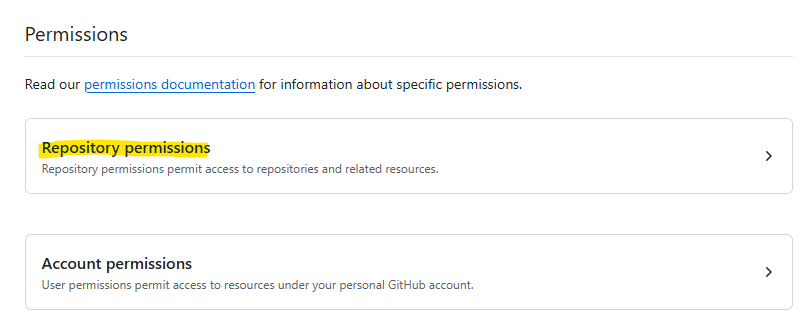 Permissions
Read our permissions documentation for information about specific permissions.
Repository permissions
Repository permissions permit access to repositories and related resources.
Account permissions
User permissions permit access to resources under your personal GitHub account.